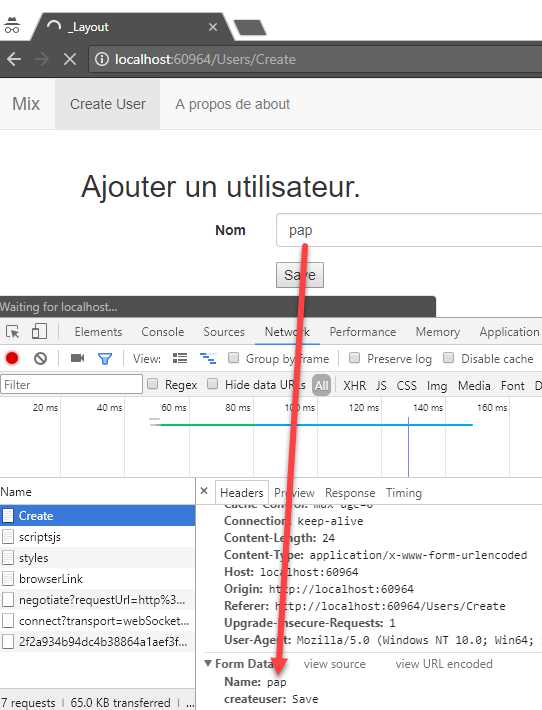 _Layout
localhost:60964/Users/Create
Mix Create User A propos de about
Ajouter un utilisateur.
Nom pap
Save
Waiting for localhost...
Elements Console Sources Network Performance Memory Application
View: Group by frame Preserve log Disable cache
Filter Regex Hide data URLs All XHR JS CSS Img Media Font D
20 ms 40 ms 60 ms 80 ms 100 ms 120 ms 140 ms 160 ms
Name × Headers Preview Response Timing
Cache-Control: max-age=0
Create
Connection: keep-alive
scriptsjs
Content-Length: 24
styles
Content-Type: application/x-www-form-urlencoded
browserLink
Host: localhost:60964
negotiate?requestUrl=http%3...
Origin: http://localhost:60964
connect?transport=webSocket...
Referer: http://localhost:60964/Users/Create
2f2a934b94dc4b38864a1aef3f...
Upgrade-Insecure-Requests: 1
User-Agent: Mozilla/5.0 (Windows NT 10.0; Win64;
▼Form Data view source view URL encoded
Name: pap
7 requests | 65.0 KB transferred | ...
createuser: Save